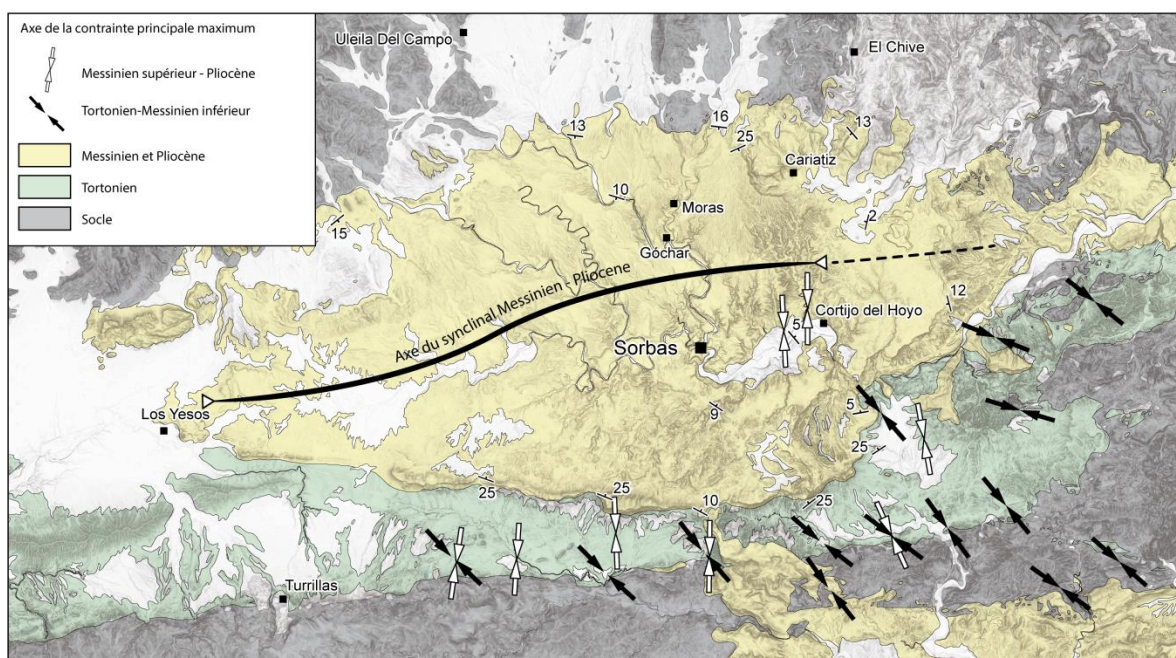 Axe de la contrainte principale maximum
Messinien supérieur - Pliocène
Tortonien-Messinien inférieur
Messinien et Pliocène
Tortonien
Socle
Uleila Del Campo
El Chive
13
16
25
13
Cariatiz
10
Moras
2
15
Góchar
Axe du synclinal Messinien - Pliocene
12
5
Cortijo del Hoyo
Sorbas
Los Yesos
9
5
25
25
25
10
25
Turrillas